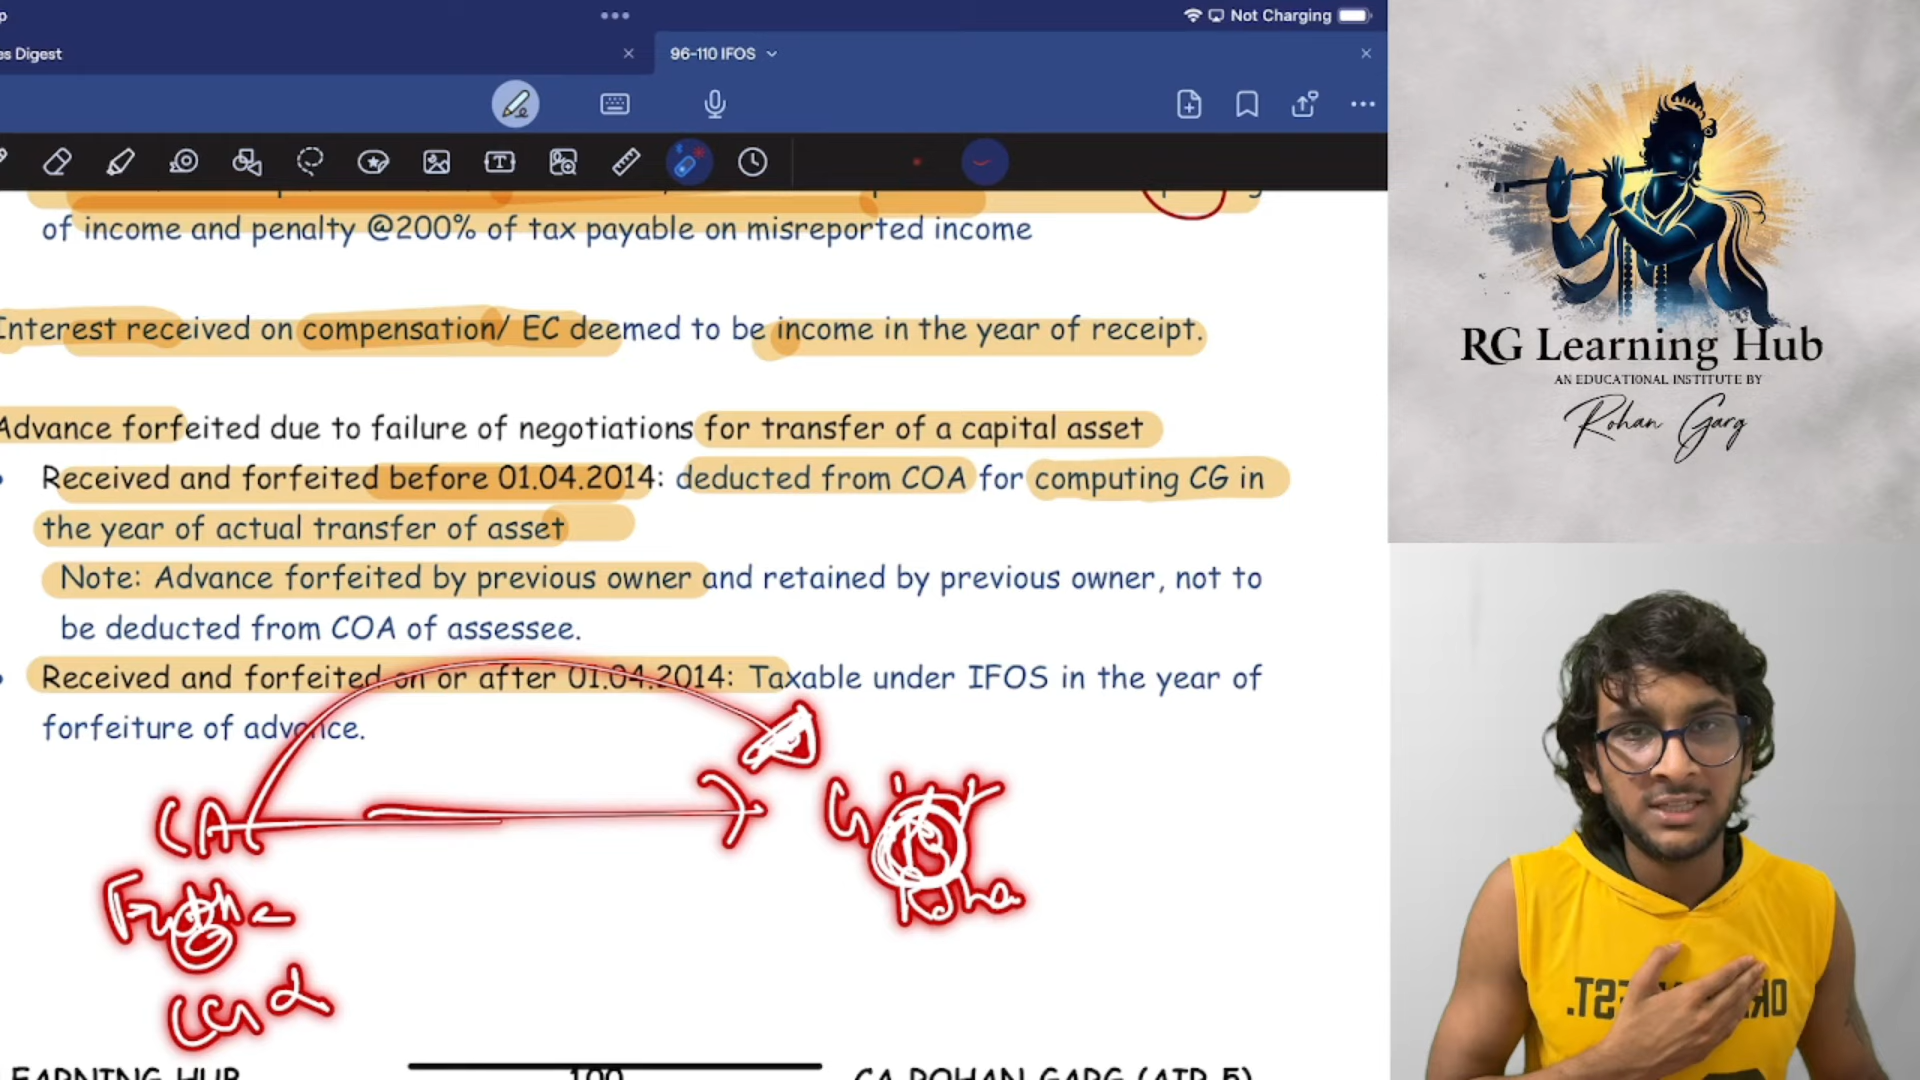 Not Charging
es Digest
96-110 IFOS
of income and penalty @200% of tax payable on misreported income
Interest received on compensation/ EC deemed to be income in the year of receipt.
Advance forfeited due to failure of negotiations for transfer of a capital asset
• Received and forfeited before 01.04.2014: deducted from COA for computing CG in
the year of actual transfer of asset
Note: Advance forfeited by previous owner and retained by previous owner, not to
be deducted from COA of assessee.
• Received and forfeited on or after 01.04.2014: Taxable under IFOS in the year of
forfeiture of advance.
CA
LEARNING HUB
100
CA ROHAN GARG (AIR 5)
RG Learning Hub
AN EDUCATIONAL INSTITUTE BY
Rohan Garg